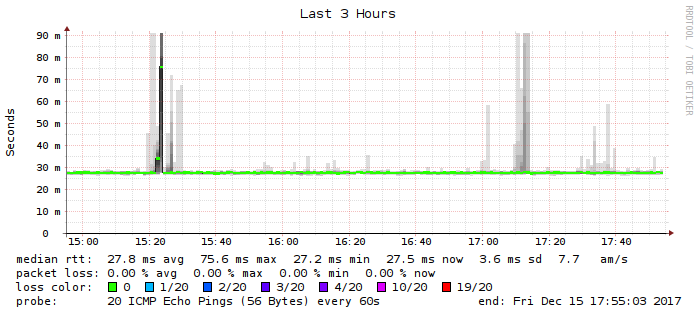 Last 3 Hours
RRDTOOL / TOBI OETIKER
Seconds
90 m
80 m
70 m
60 m
50 m
40 m
30 m
20 m
10 m
0
15:00 15:20 15:40 16:00 16:20 16:40 17:00 17:20 17:40
median rtt: 27.8 ms avg 75.6 ms max 27.2 ms min 27.5 ms now 3.6 ms sd 7.7 am/s
packet loss: 0.00 % avg 0.00 % max 0.00 % min 0.00 % now
loss color: 0 1/20 2/20 3/20 4/20 10/20 19/20
probe: 20 ICMP Echo Pings (56 Bytes) every 60s end: Fri Dec 15 17:55:03 2017